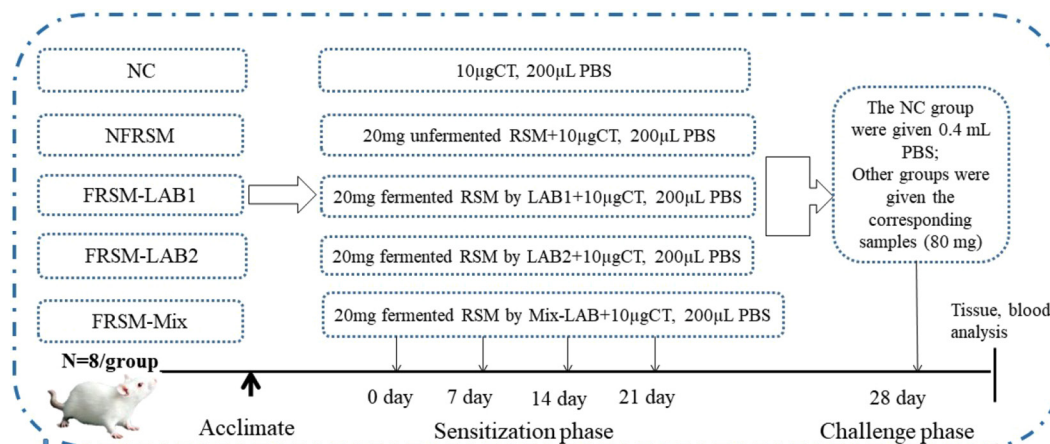 NC
10μgCT, 200μL PBS
NFRSM
20mg unfermented RSM+10μgCT, 200μL PBS
FRSM-LAB1
20mg fermented RSM by LAB1+10μgCT, 200μL PBS
FRSM-LAB2
20mg fermented RSM by LAB2+10μgCT, 200μL PBS
FRSM-Mix
20mg fermented RSM by Mix-LAB+10μgCT, 200μL PBS
The NC group
were given 0.4 mL
PBS;
Other groups were
given the
corresponding
samples (80 mg)
Tissue, blood
analysis
N=8/group
0 day
7 day
14 day
21 day
28 day
Acclimate
Sensitization phase
Challenge phase